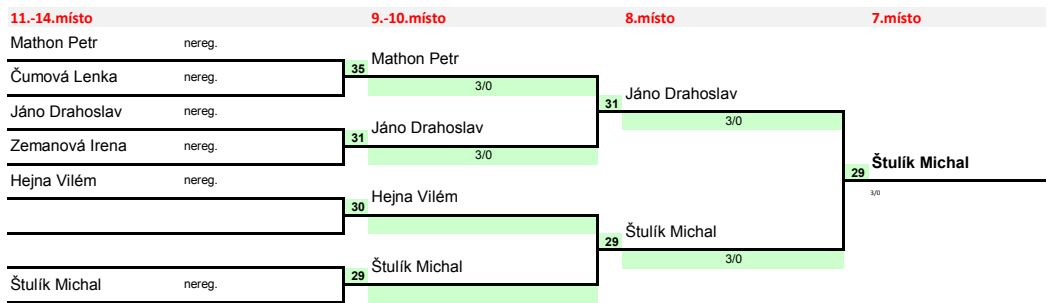 11.-14.místo 9.-10.místo 8.místo 7.místo
Mathon Petr nereg.
35 Mathon Petr
Čumová Lenka nereg.
3/0
31 Jáno Drahoslav
Jáno Drahoslav nereg.
3/0
31 Jáno Drahoslav
Zemanová Irena nereg.
3/0
29 Štulík Michal
Hejna Vilém nereg.
3/0
30 Hejna Vilém
29 Štulík Michal
3/0
29 Štulík Michal
Štulík Michal nereg.